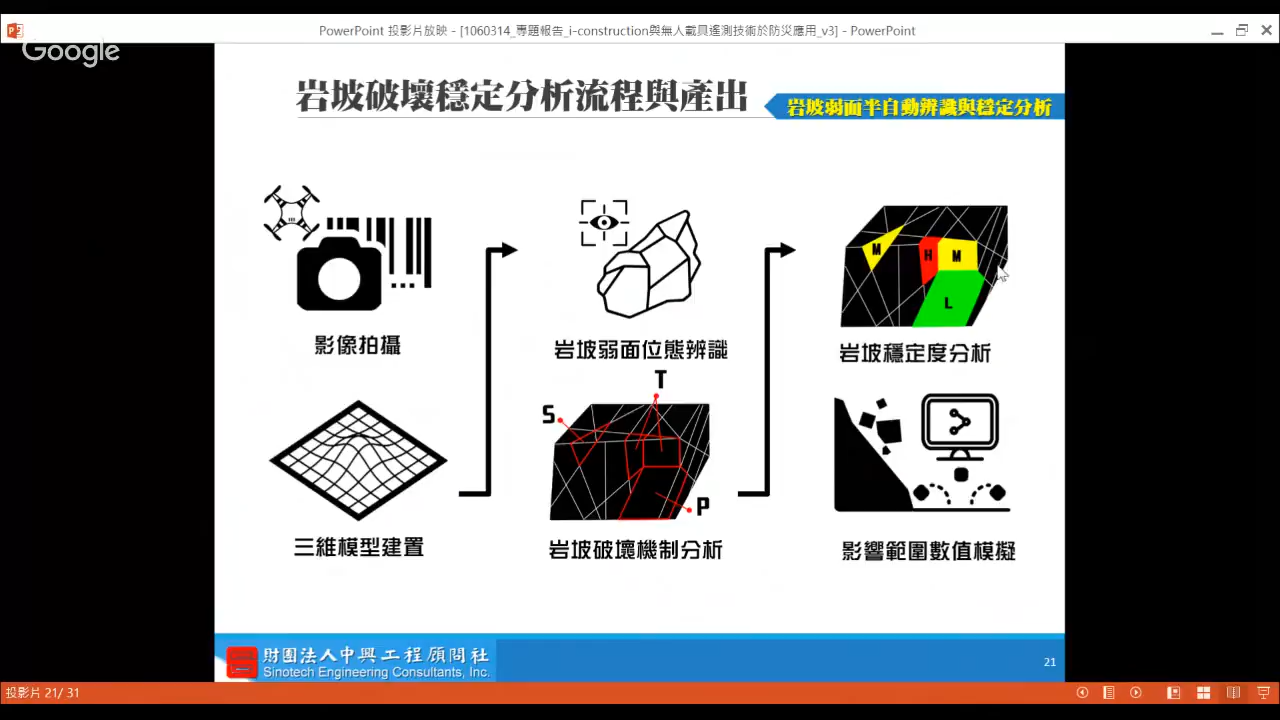 PowerPoint 投影片放映 - [1060314_專題報告_i-construction與無人載具遙測技術於防災應用_v3] - PowerPoint
Google
岩坡破壞穩定分析流程與產出
岩坡弱面半自動辨識與穩定分析
影像拍攝
岩坡弱面位態辨識
M
H
M
L
岩坡穩定度分析
三維模型建置
S
T
P
岩坡破壞機制分析
影響範圍數值模擬
財團法人中興工程顧問社
Sinotech Engineering Consultants, Inc.
21
投影片 21/ 31